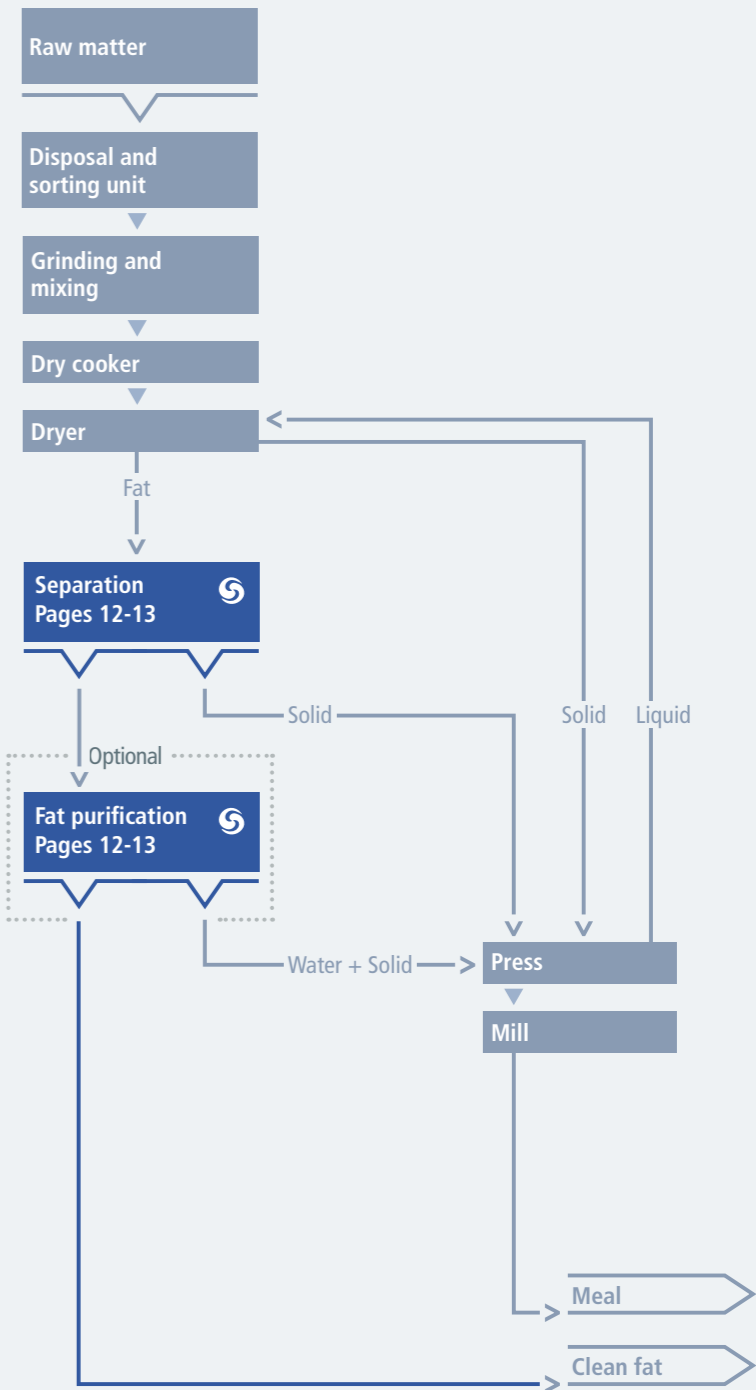 Raw matter
Disposal and
sorting unit
Grinding and
mixing
Dry cooker
Dryer
Fat
Separation
Pages 12-13
Solid
Solid
Liquid
Optional
Fat purification
Pages 12-13
Water + Solid
Press
Mill
Meal
Clean fat